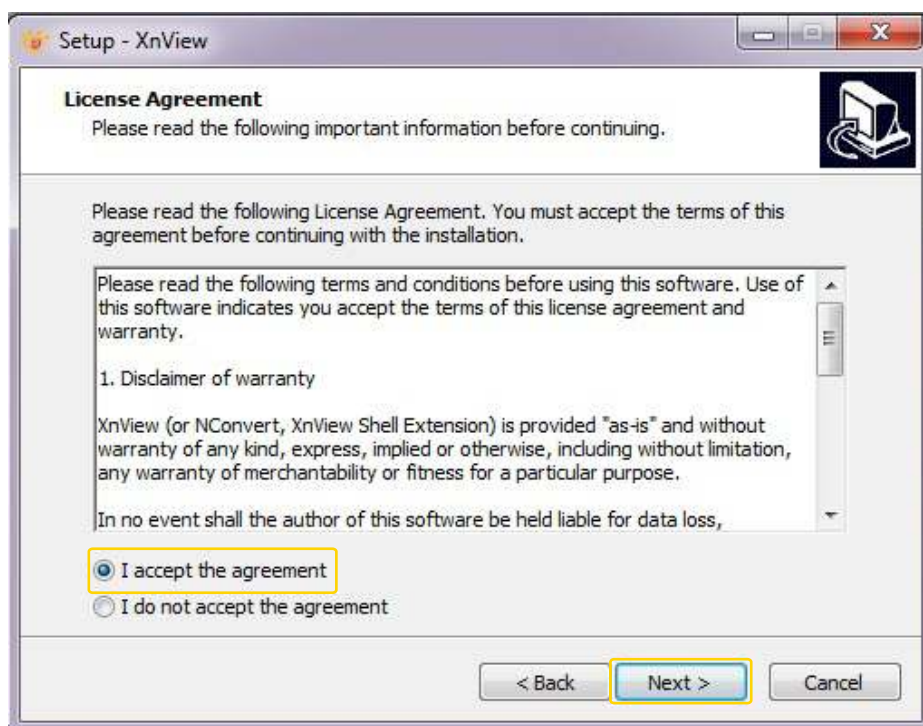 Setup - XnView
License Agreement
Please read the following important information before continuing.
Please read the following License Agreement. You must accept the terms of this
agreement before continuing with the installation.
Please read the following terms and conditions before using this software. Use of
this software indicates you accept the terms of this license agreement and
warranty.
1. Disclaimer of warranty
XnView (or NConvert, XnView Shell Extension) is provided "as-is" and without
warranty of any kind, express, implied or otherwise, including without limitation,
any warranty of merchantability or fitness for a particular purpose.
In no event shall the author of this software be held liable for data loss,
I accept the agreement
I do not accept the agreement
< Back Next > Cancel